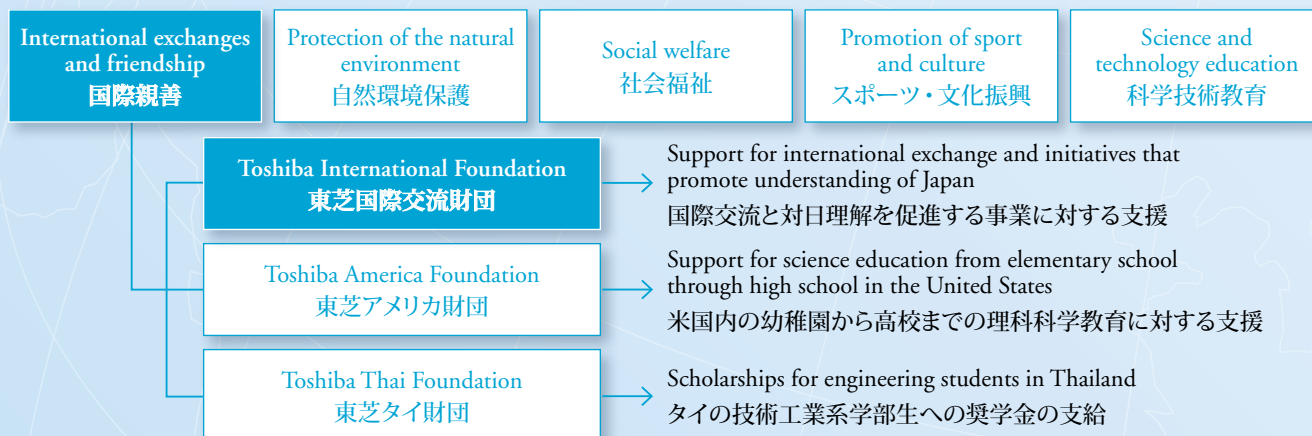 International exchanges
and friendship
国際親善
Protection of the natural
environment
自然環境保護
Social welfare
社会福祉
Promotion of sport
and culture
スポーツ・文化振興
Science and
technology education
科学技術教育
Toshiba International Foundation
東芝国際交流財団
Support for international exchange and initiatives that
promote understanding of Japan
国際交流と対日理解を促進する事業に対する支援
Toshiba America Foundation
東芝アメリカ財団
Support for science education from elementary school
through high school in the United States
米国内の幼稚園から高校までの理科科学教育に対する支援
Toshiba Thai Foundation
東芝タイ財団
Scholarships for engineering students in Thailand
タイの技術工業系学部生への奨学金の支給